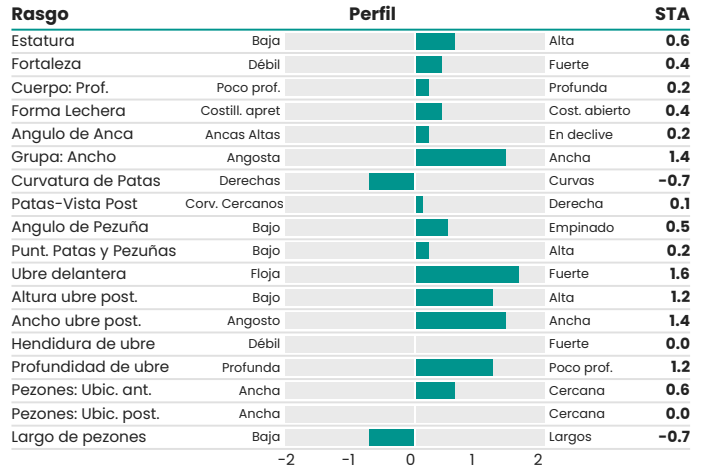 Rasgo Perfil STA
Estatura Baja Alta 0.6
Fortaleza Débil Fuerte 0.4
Cuerpo: Prof. Poco prof. Profunda 0.2
Forma Lechera Costill. apret Cost. abierto 0.4
Angulo de Anca Ancas Altas En declive 0.2
Grupa: Ancho Angosta Ancha 1.4
Curvatura de Patas Derechas Curvas -0.7
Patas-Vista Post Corv. Cercanos Derecha 0.1
Angulo de Pezuña Bajo Empinado 0.5
Punt. Patas y Pezuñas Bajo Alta 0.2
Ubre delantera Floja Fuerte 1.6
Altura ubre post. Bajo Alta 1.2
Ancho ubre post. Angosto Ancha 1.4
Hendidura de ubre Débil Fuerte 0.0
Profundidad de ubre Profunda Poco prof. 1.2
Pezones: Ubic. ant. Ancha Cercana 0.6
Pezones: Ubic. post. Ancha Cercana 0.0
Largo de pezones Baja Largos -0.7
-2 -1 0 1 2